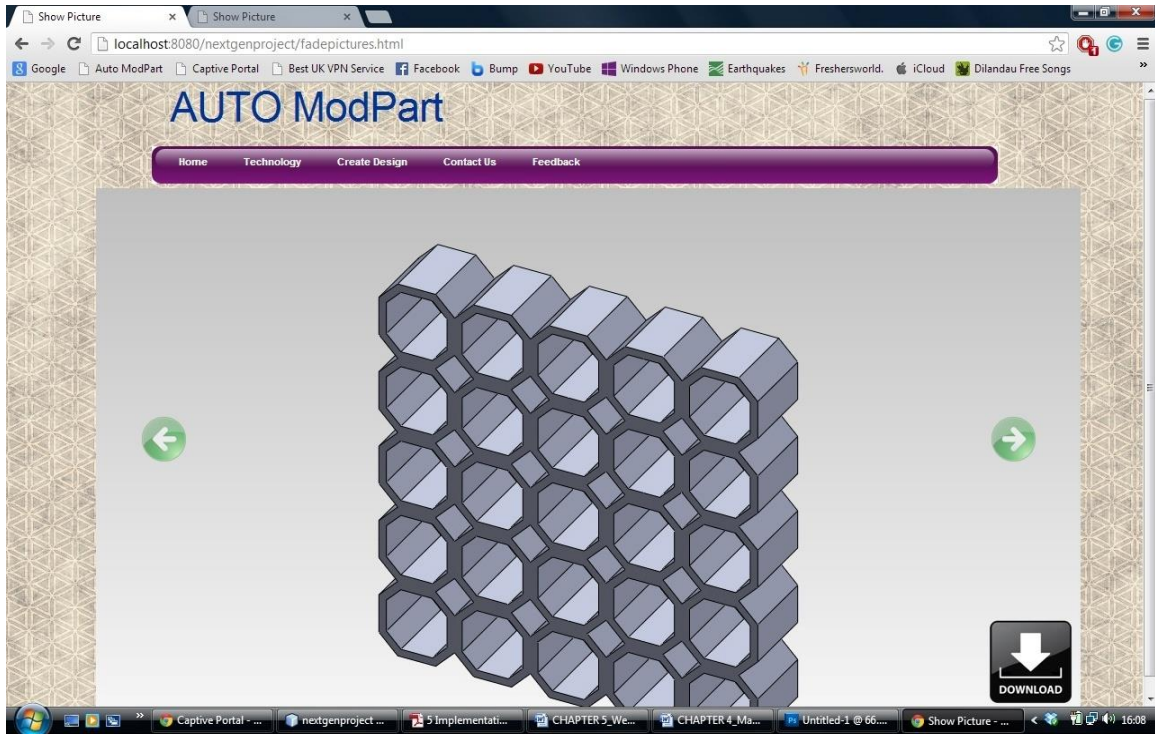 Show Picture
Show Picture
localhost:8080/nextgenproject/fadepictures.html
Google Auto ModPart Captive Portal Best UK VPN Service Facebook Bump YouTube Windows Phone Earthquakes Freshersworld. iCloud Dilandau Free Songs »
AUTO ModPart
Home Technology Create Design Contact Us Feedback
DOWNLOAD
» Captive Portal - ... nextgenproject ... 5 Implementati... CHAPTER 5_We... CHAPTER 4_Ma... Untitled-1 @ 66.... Show Picture - ... < 16:08